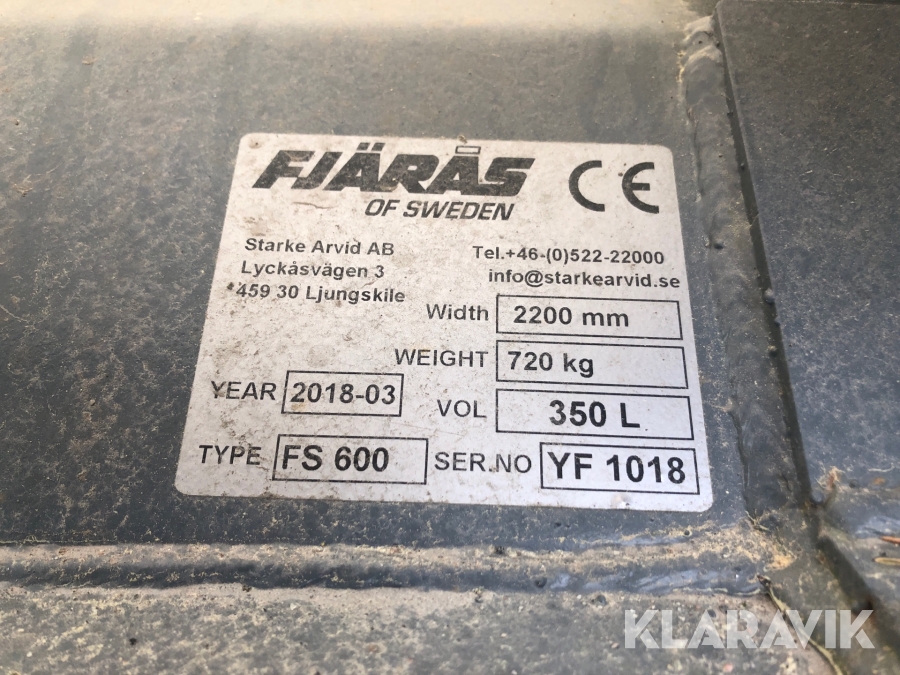 FJÄRÅS CE
OF SWEDEN
Starke Arvid AB
Lyckåsvägen 3
459 30 Ljungskile
Tel.+46-(0)522-22000
info@starkearvid.se
Width 2200 mm
WEIGHT 720 kg
YEAR 2018-03 VOL 350 L
TYPE FS 600 SER.NO YF 1018
KLARAVIK